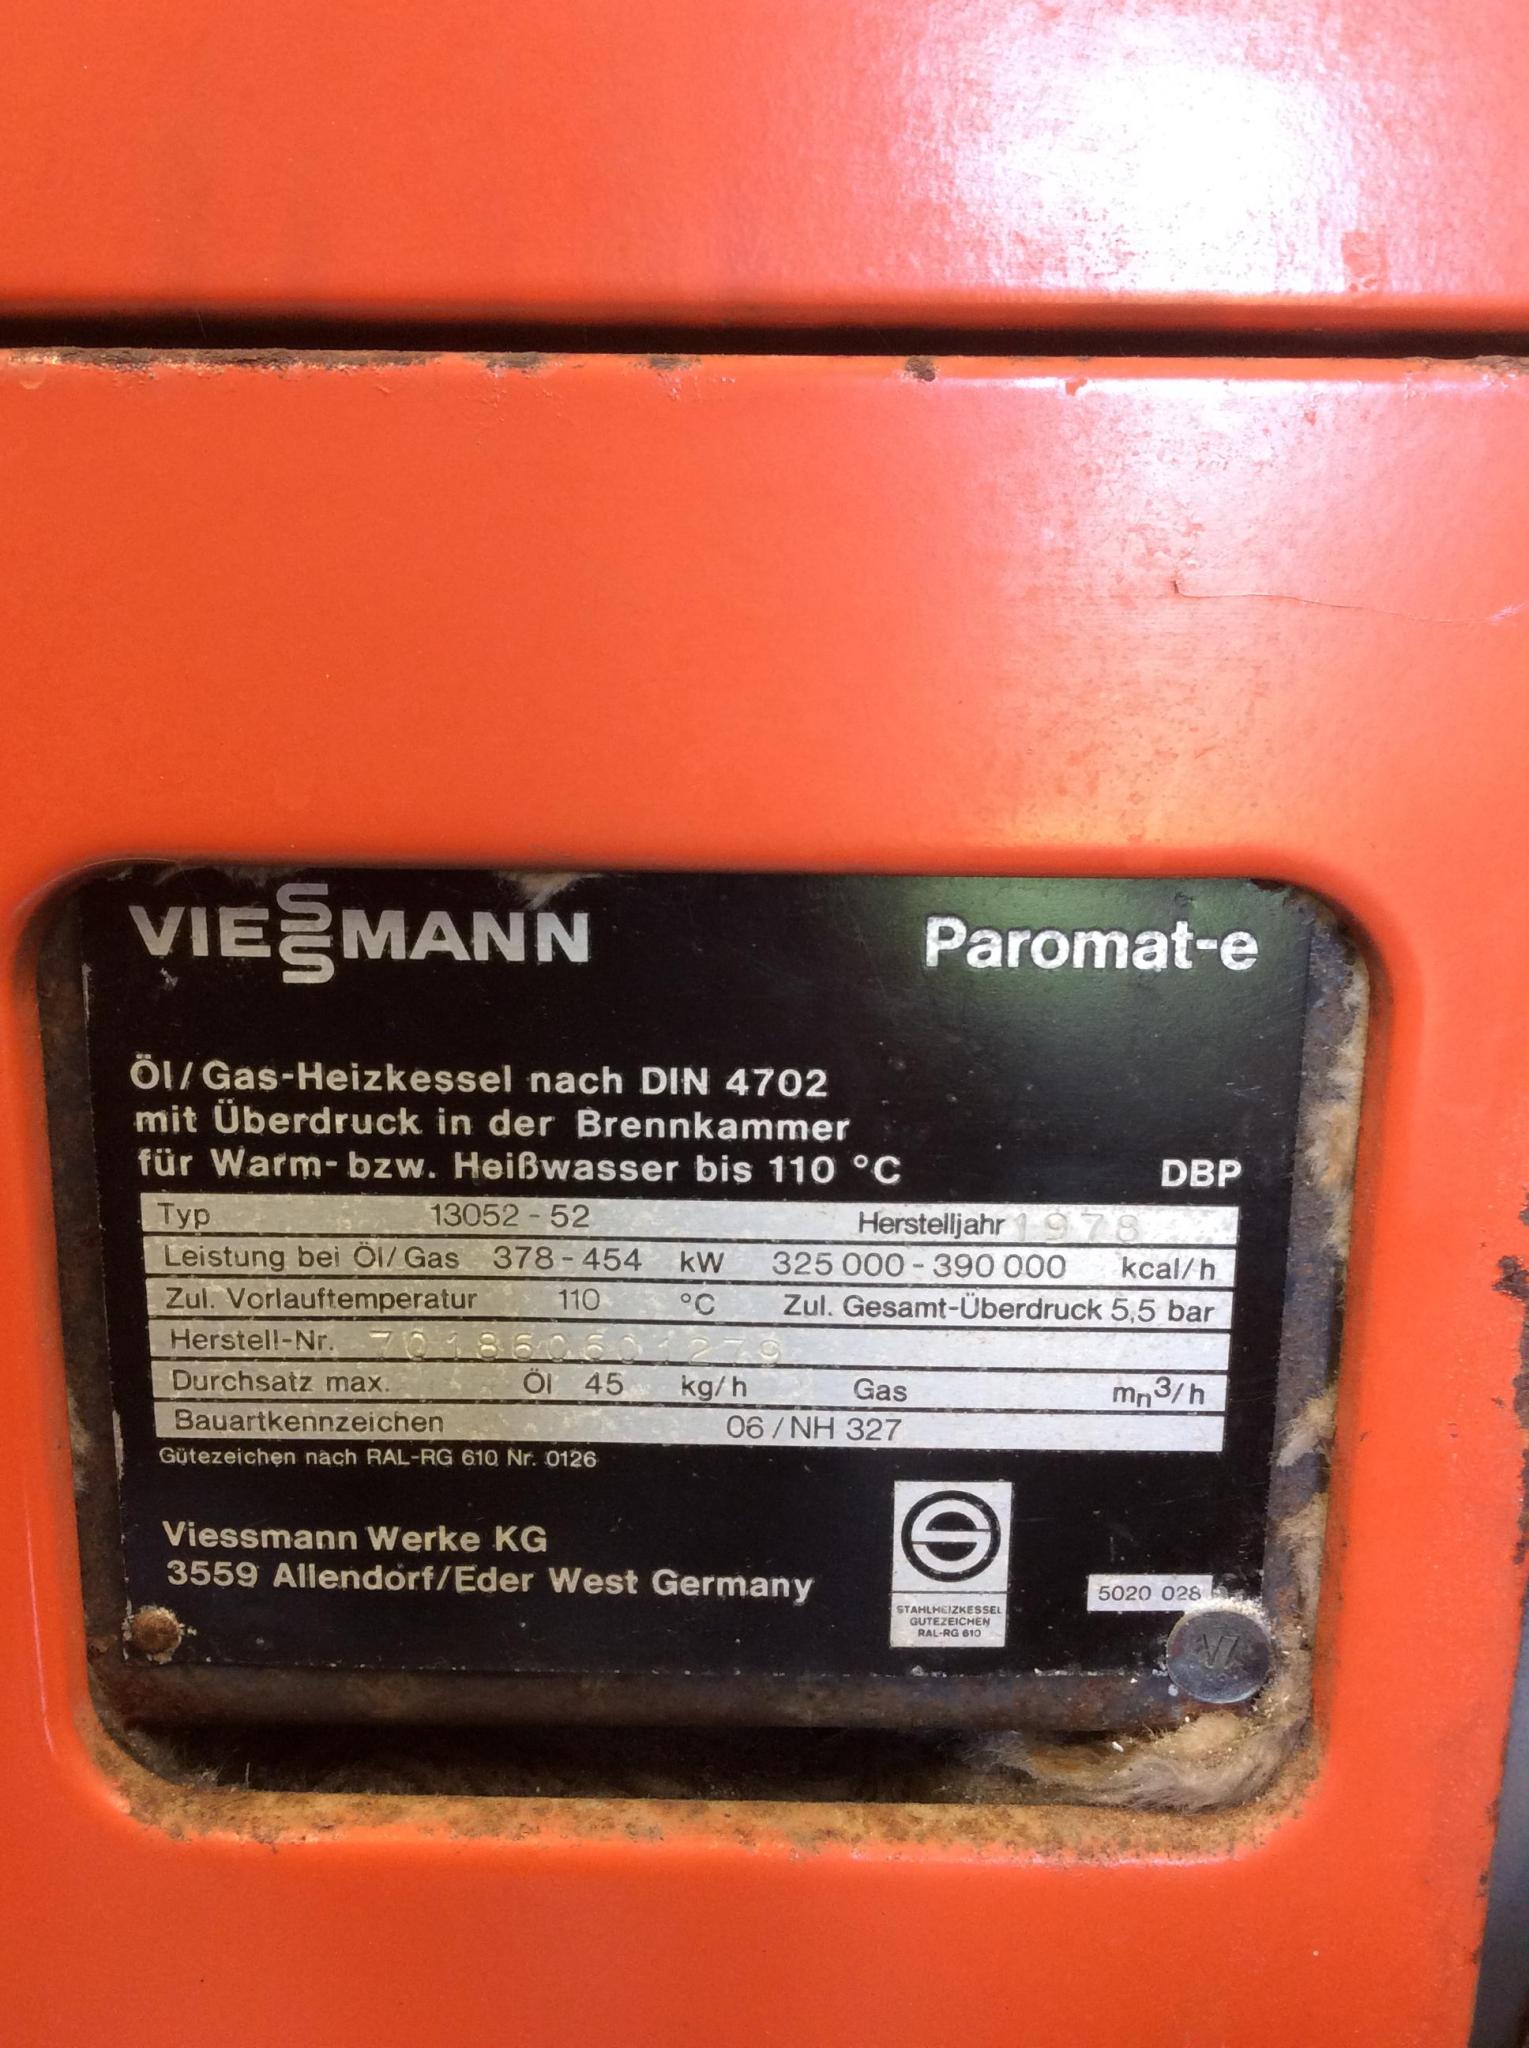 VIESSMANN Paromat-e
Öl/Gas-Heizkessel nach DIN 4702
mit Überdruck in der Brennkammer
für Warm- bzw. Heißwasser bis 110 °C DBP
Typ 13052 - 52 Herstelljahr 1978
Leistung bei Öl/Gas 378 - 454 kW 325 000 - 390 000 kcal/h
Zul. Vorlauftemperatur 110 °C Zul. Gesamt-Überdruck 5,5 bar
Herstell-Nr. 701860601279
Durchsatz max. Öl 45 kg/h Gas mn³/h
Bauartkennzeichen 06 / NH 327
Gütezeichen nach RAL-RG 610 Nr. 0126
Viessmann Werke KG
3559 Allendorf/Eder West Germany
STAHLHEIZKESSEL
GÜTEZEICHEN
RAL-RG 610
5020 028
V7